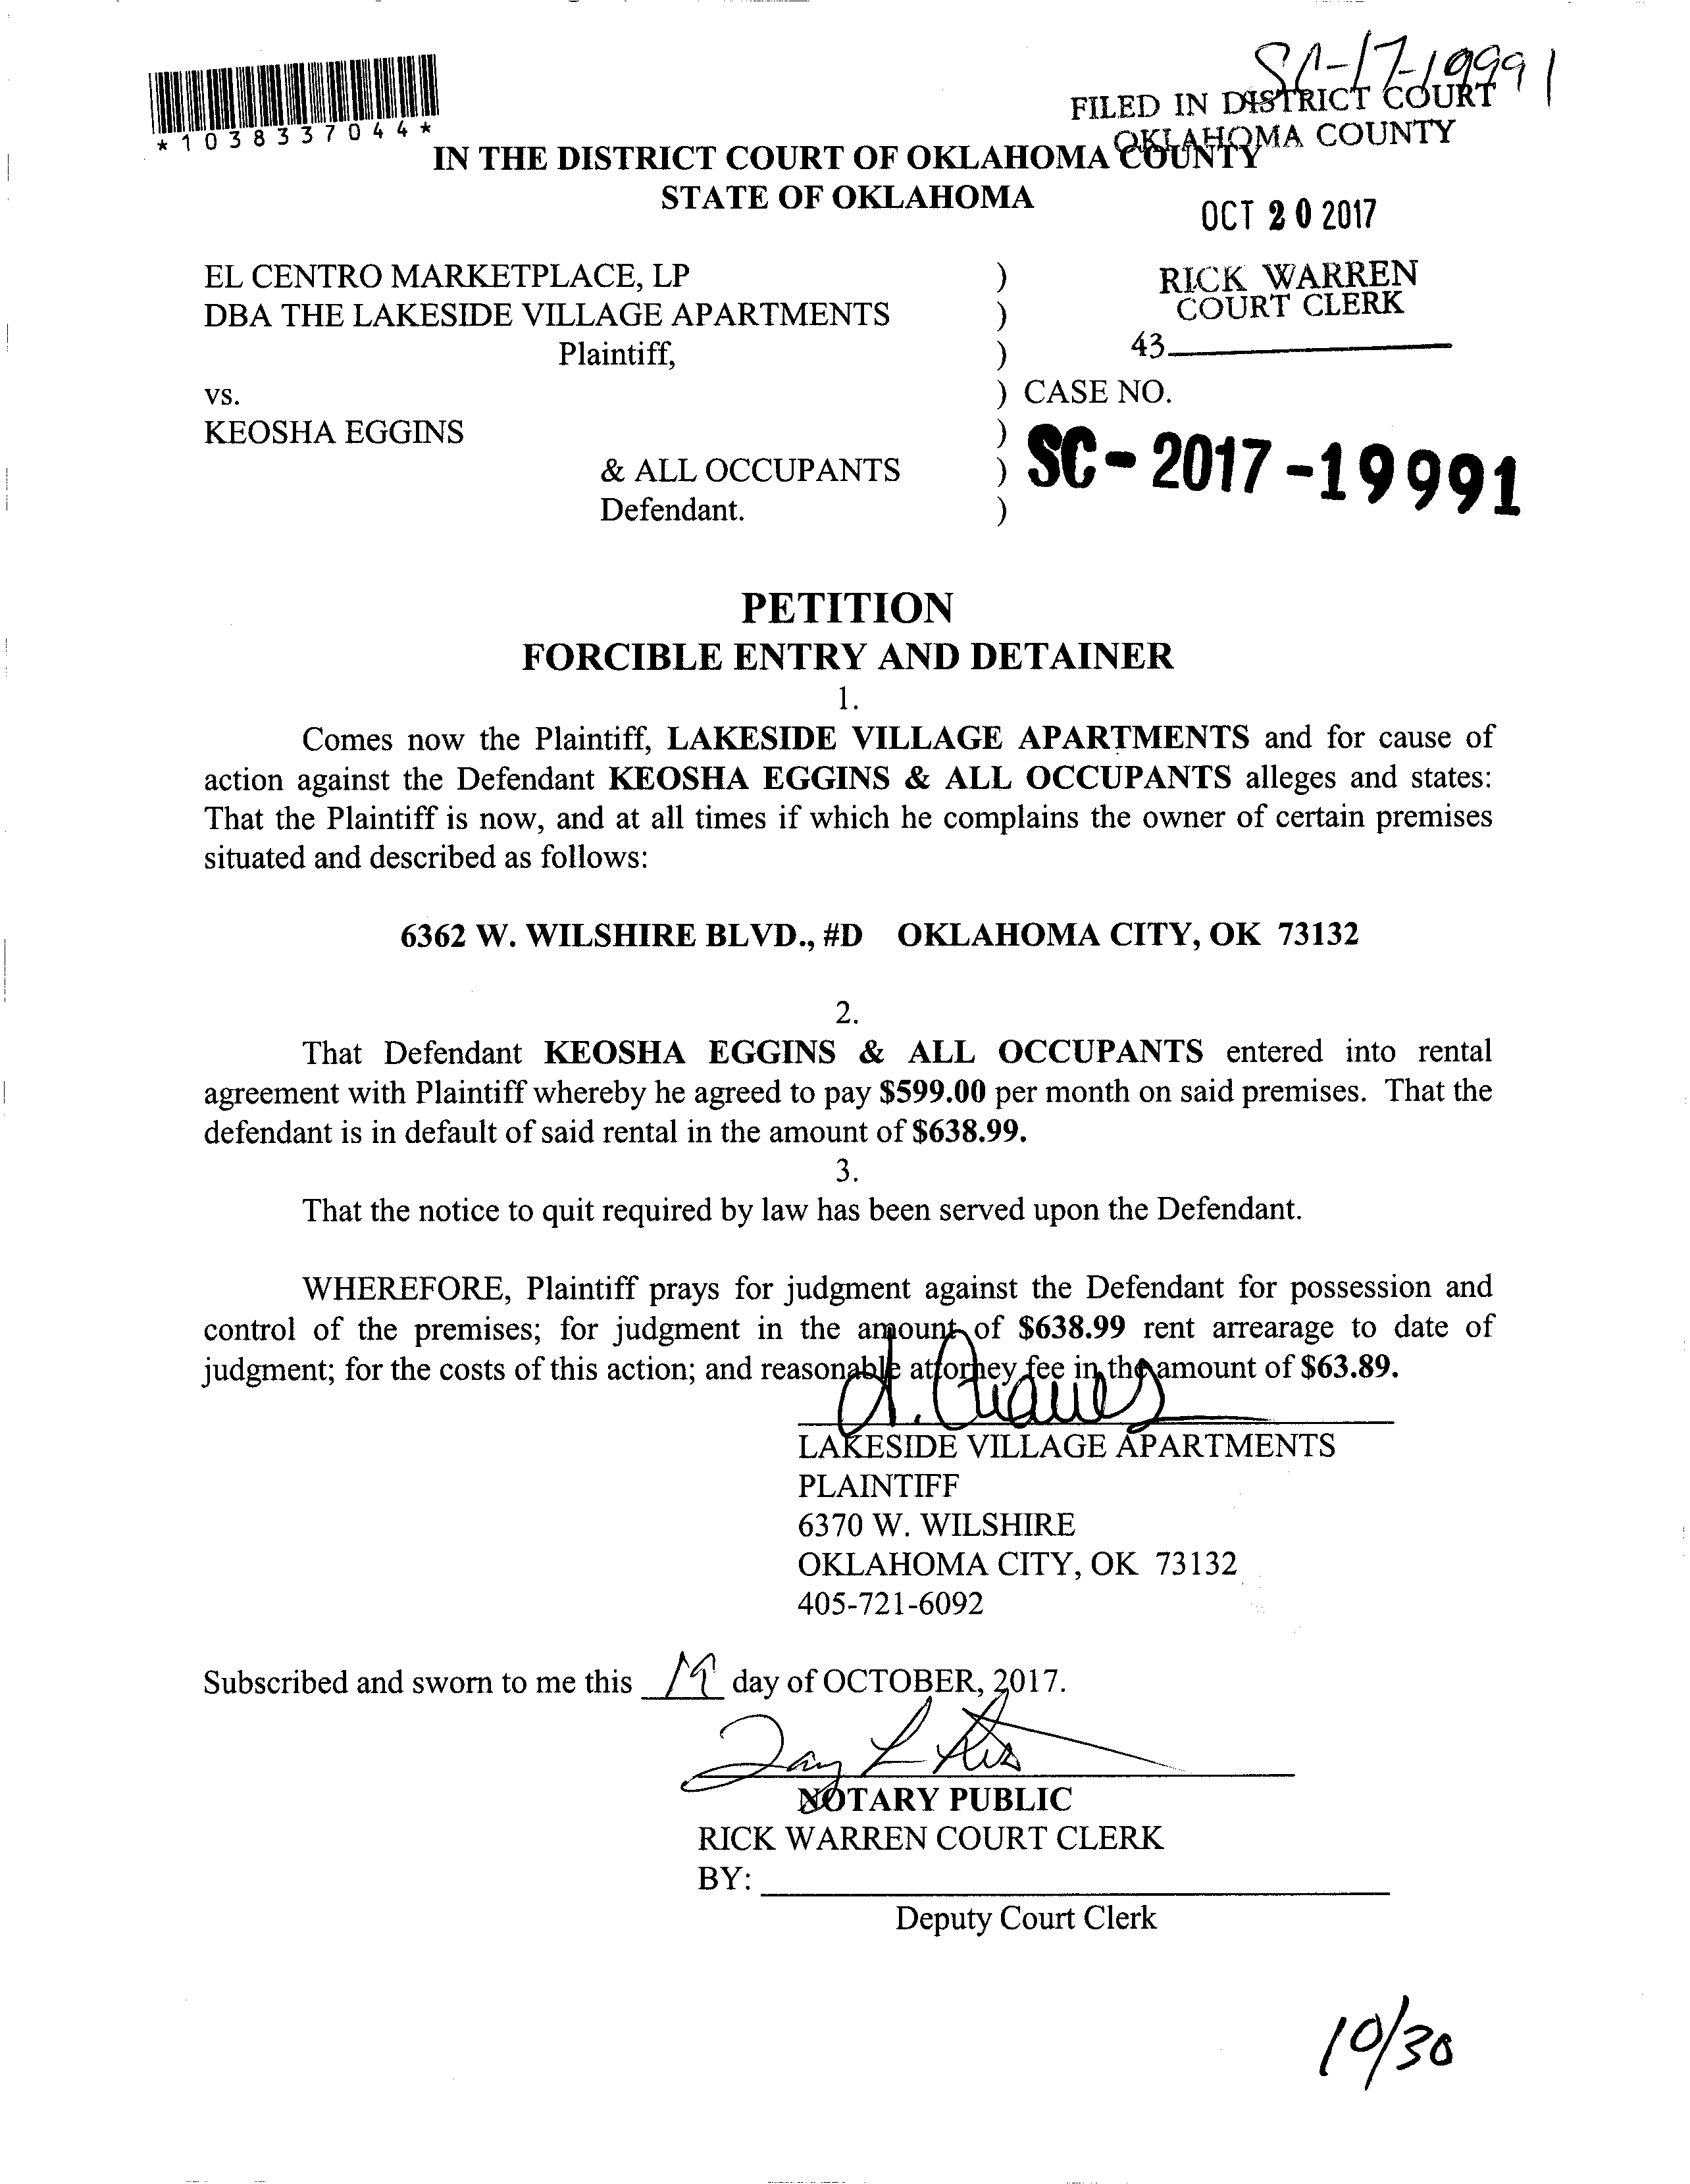 SC-17-19991
FILED IN DISTRICT COURT
OKLAHOMA COUNTY
*1038337044*
IN THE DISTRICT COURT OF OKLAHOMA COUNTY
STATE OF OKLAHOMA
OCT 20 2017
EL CENTRO MARKETPLACE, LP )
RICK WARREN
DBA THE LAKESIDE VILLAGE APARTMENTS )
COURT CLERK
Plaintiff, )
43
vs. ) CASE NO.
KEOSHA EGGINS )
SC-2017-19991
& ALL OCCUPANTS )
Defendant. )
PETITION
FORCIBLE ENTRY AND DETAINER
1.
Comes now the Plaintiff, LAKESIDE VILLAGE APARTMENTS and for cause of
action against the Defendant KEOSHA EGGINS & ALL OCCUPANTS alleges and states:
That the Plaintiff is now, and at all times if which he complains the owner of certain premises
situated and described as follows:
6362 W. WILSHIRE BLVD., #D OKLAHOMA CITY, OK 73132
2.
That Defendant KEOSHA EGGINS & ALL OCCUPANTS entered into rental
agreement with Plaintiff whereby he agreed to pay $599.00 per month on said premises. That the
defendant is in default of said rental in the amount of $638.99.
3.
That the notice to quit required by law has been served upon the Defendant.
WHEREFORE, Plaintiff prays for judgment against the Defendant for possession and
control of the premises; for judgment in the amount of $638.99 rent arrearage to date of
judgment; for the costs of this action; and reasonable attorney fee in the amount of $63.89.
LAKESIDE VILLAGE APARTMENTS
PLAINTIFF
6370 W. WILSHIRE
OKLAHOMA CITY, OK 73132
405-721-6092
Subscribed and sworn to me this 19 day of OCTOBER, 2017.
NOTARY PUBLIC
RICK WARREN COURT CLERK
BY:
Deputy Court Clerk
10/30